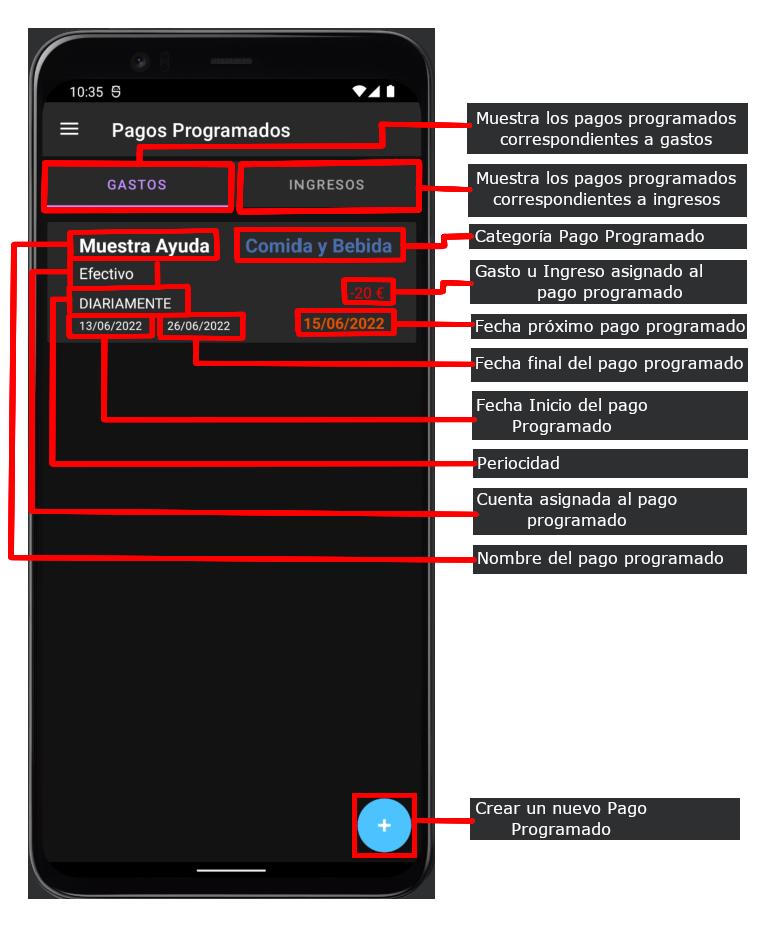 10:35
Pagos Programados
GASTOS
INGRESOS
Muestra Ayuda
Comida y Bebida
Efectivo
-20 €
DIARIAMENTE
13/06/2022
26/06/2022
15/06/2022
+
Muestra los pagos programados
correspondientes a gastos
Muestra los pagos programados
correspondientes a ingresos
Categoría Pago Programado
Gasto u Ingreso asignado al
pago programado
Fecha próximo pago programado
Fecha final del pago programado
Fecha Inicio del pago
Programado
Periocidad
Cuenta asignada al pago
programado
Nombre del pago programado
Crear un nuevo Pago
Programado